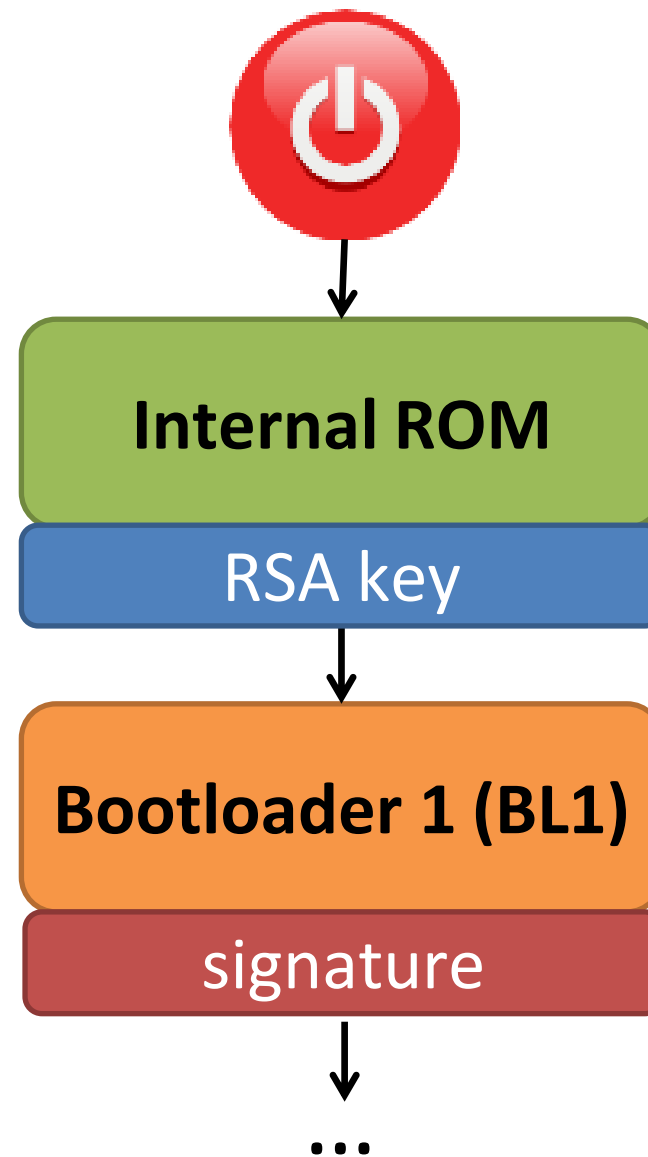 Internal ROM
RSA key
Bootloader 1 (BL1)
signature
...